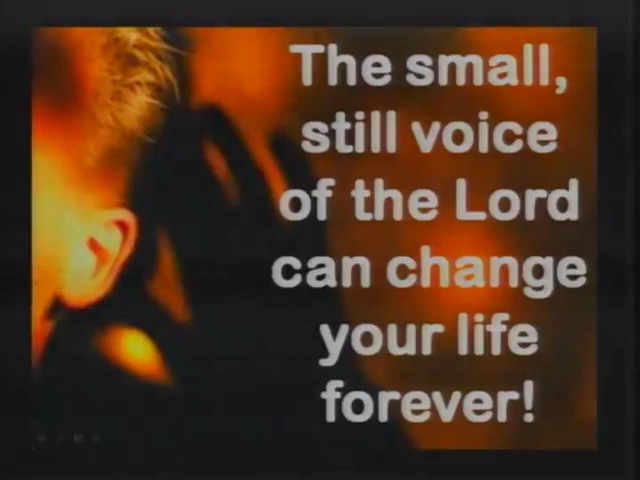 The small,
still voice
of the Lord
can change
your life
forever!